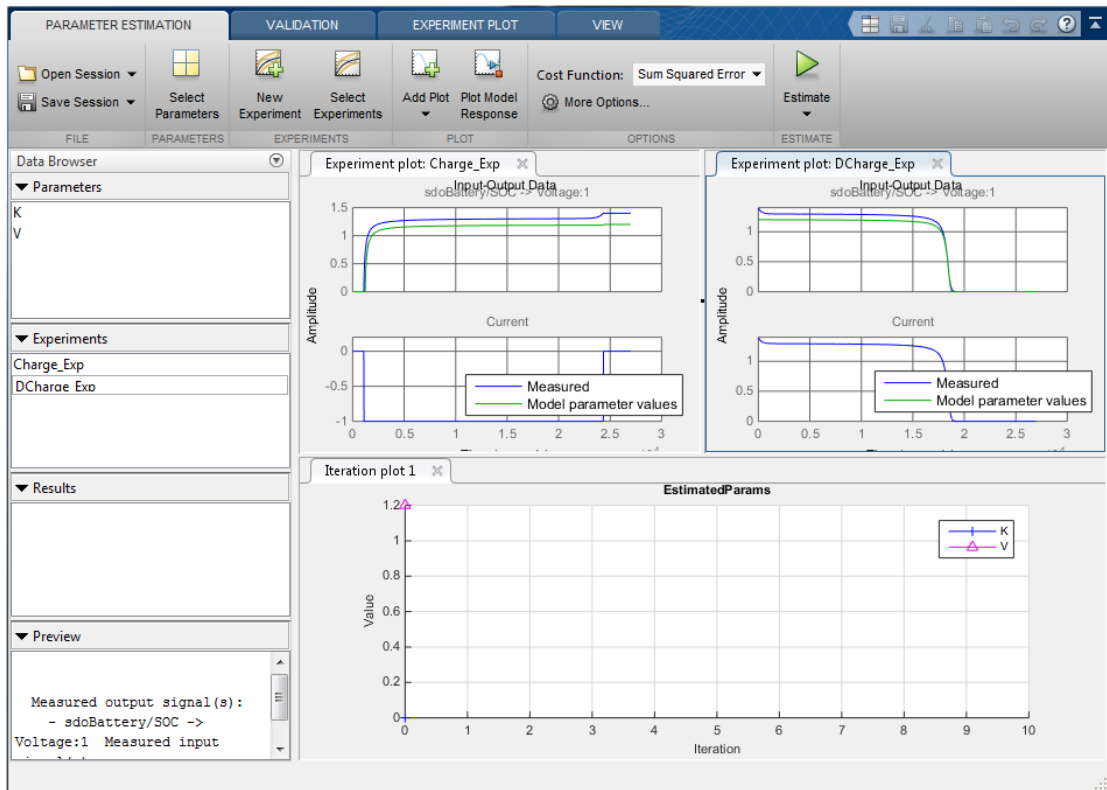 PARAMETER ESTIMATION VALIDATION EXPERIMENT PLOT VIEW
Open Session
Save Session
Select
Parameters
New
Experiment
Select
Experiments
Add Plot
Plot Model
Response
Cost Function: Sum Squared Error
More Options...
Estimate
FILE PARAMETERS EXPERIMENTS PLOT OPTIONS ESTIMATE
Data Browser
Parameters
K
V
Experiments
Charge_Exp
DCharge_Exp
Results
Preview
Measured output signal(s):
- sdoBattery/SOC ->
Voltage:1 Measured input
Experiment plot: Charge_Exp
Input-Output Data
sdoBattery/SOC -> Voltage:1
1.5
1
0.5
0
Amplitude
Current
0
-0.5
-1
Measured
Model parameter values
0 0.5 1 1.5 2 2.5 3
Experiment plot: DCharge_Exp
Input-Output Data
sdoBattery/SOC -> Voltage:1
1
0.5
0
Amplitude
Current
1
0.5
0
Measured
Model parameter values
0 0.5 1 1.5 2 2.5 3
Iteration plot 1
EstimatedParams
1.2
1
0.8
0.6
0.4
0.2
0
Value
K
V
0 1 2 3 4 5 6 7 8 9 10
Iteration